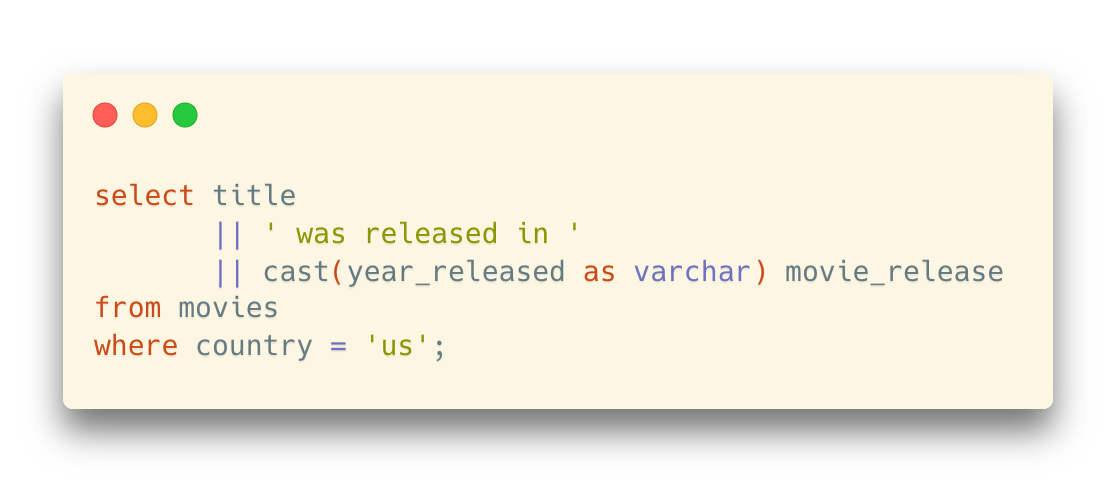 select title
       || ' was released in '
       || cast(year_released as varchar) movie_release
from movies
where country = 'us';